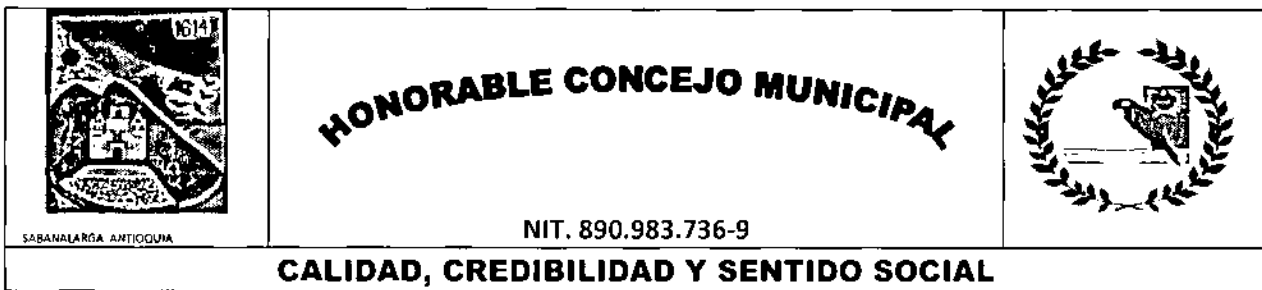 1614
SABANALARGA ANTIOQUIA
HONORABLE CONCEJO MUNICIPAL
NIT. 890.983.736-9
CALIDAD, CREDIBILIDAD Y SENTIDO SOCIAL